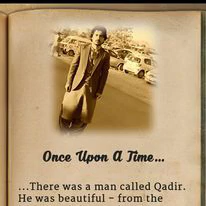 Once Upon A Time...
...There was a man called Qadir.
He was beautiful – from the